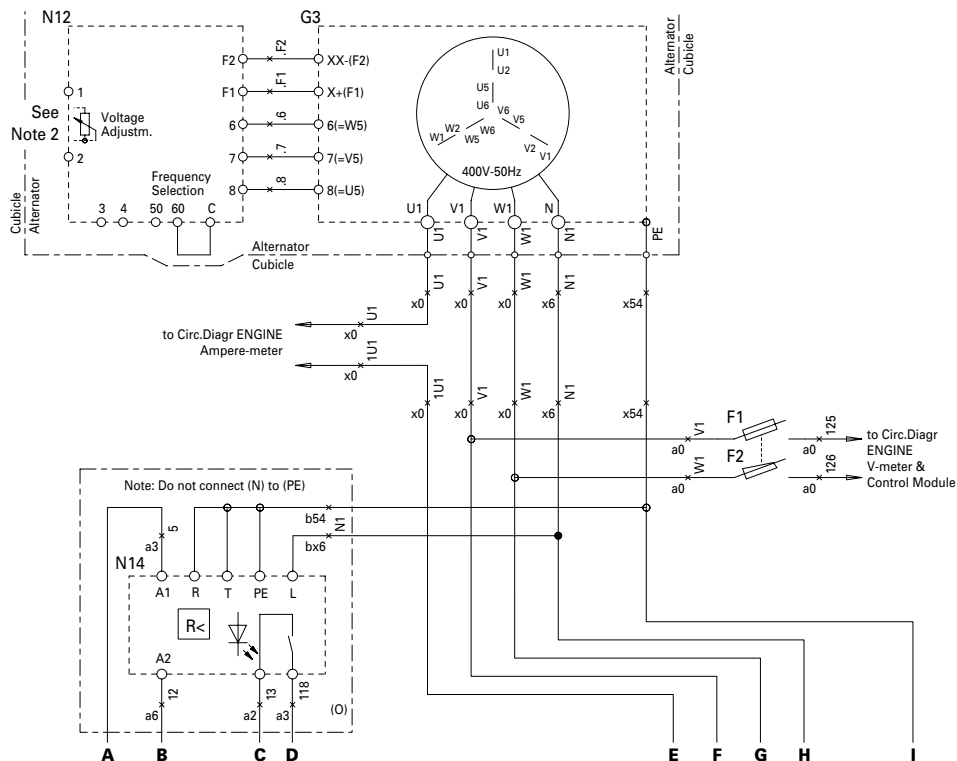 N12
G3
Cubicle
Alternator
Alternator
Cubicle
F2
.F2
XX-(F2)
F1
.F1
X+(F1)
6
.6
6(=W5)
7
.7
7(=V5)
8
.8
8(=U5)
1
See
Note 2
Voltage
Adjustm.
2
Frequency
Selection
3 4 50 60 C
Alternator
Cubicle
U1
U2
U5
U6
V6
V5
V2
V1
W1
W2
W5
W6
400V-50Hz
U1 V1 W1 N
U1 V1 W1 N1 PE
U1 V1 W1 N1
x0 x0 x0 x6 x54
to Circ.Diagr ENGINE
Ampere-meter
U1
x0
1U1
x0
1U1 V1 W1 N1
x0 x0 x0 x6 x54
V1
a0
F1
125
a0
W1
a0
F2
126
a0
to Circ.Diagr
ENGINE
V-meter &
Control Module
Note: Do not connect (N) to (PE)
b54
N1
bx6
5
a3
N14
A1 R T PE L
R<
A2
12
a6
13
a2
118
a3
(O)
A B C D E F G H I